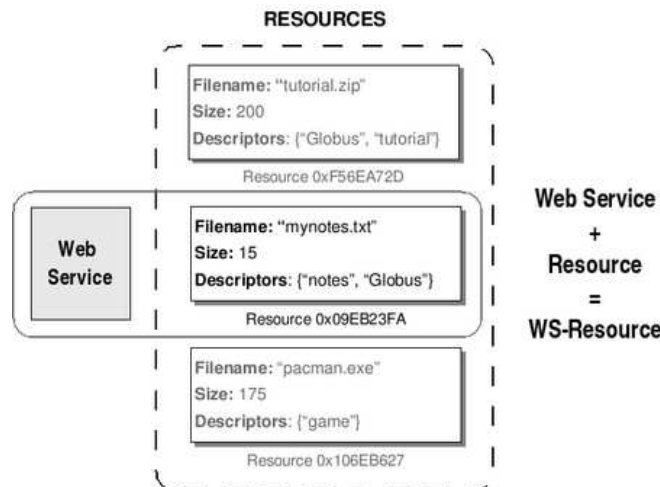 RESOURCES
Filename: "tutorial.zip"
Size: 200
Descriptors: {"Globus", "tutorial"}
Resource 0xF56EA72D
Web
Service
Filename: "mynotes.txt"
Size: 15
Descriptors: {"notes", "Globus"}
Resource 0x09EB23FA
Filename: "pacman.exe"
Size: 175
Descriptors: {"game"}
Resource 0x106EB627
Web Service
+
Resource
=
WS-Resource